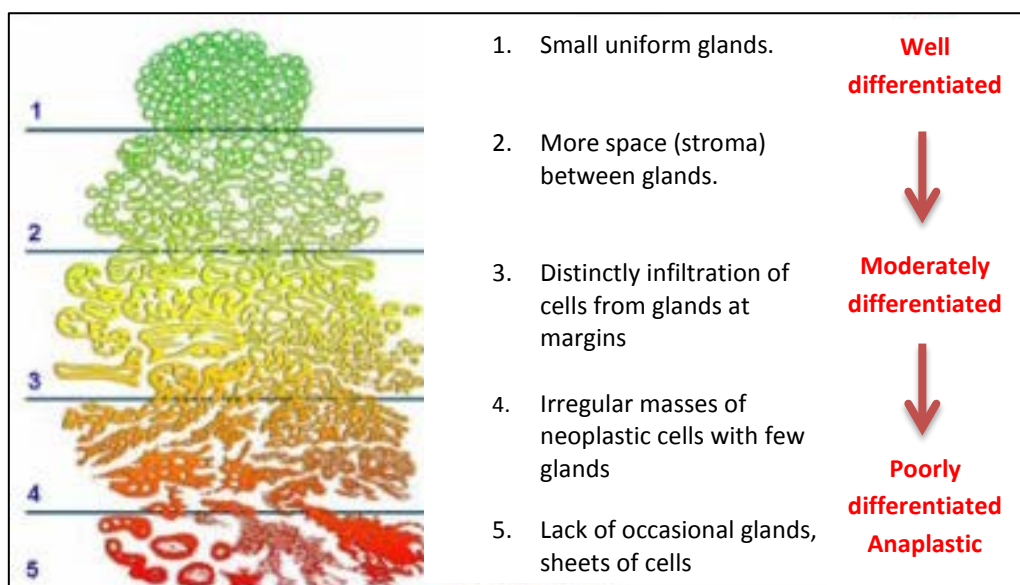 1
2
3
4
5
1. Small uniform glands.
2. More space (stroma)
between glands.
3. Distinctly infiltration of
cells from glands at
margins
4. Irregular masses of
neoplastic cells with few
glands
5. Lack of occasional glands,
sheets of cells
Well
differentiated
Moderately
differentiated
Poorly
differentiated
Anaplastic